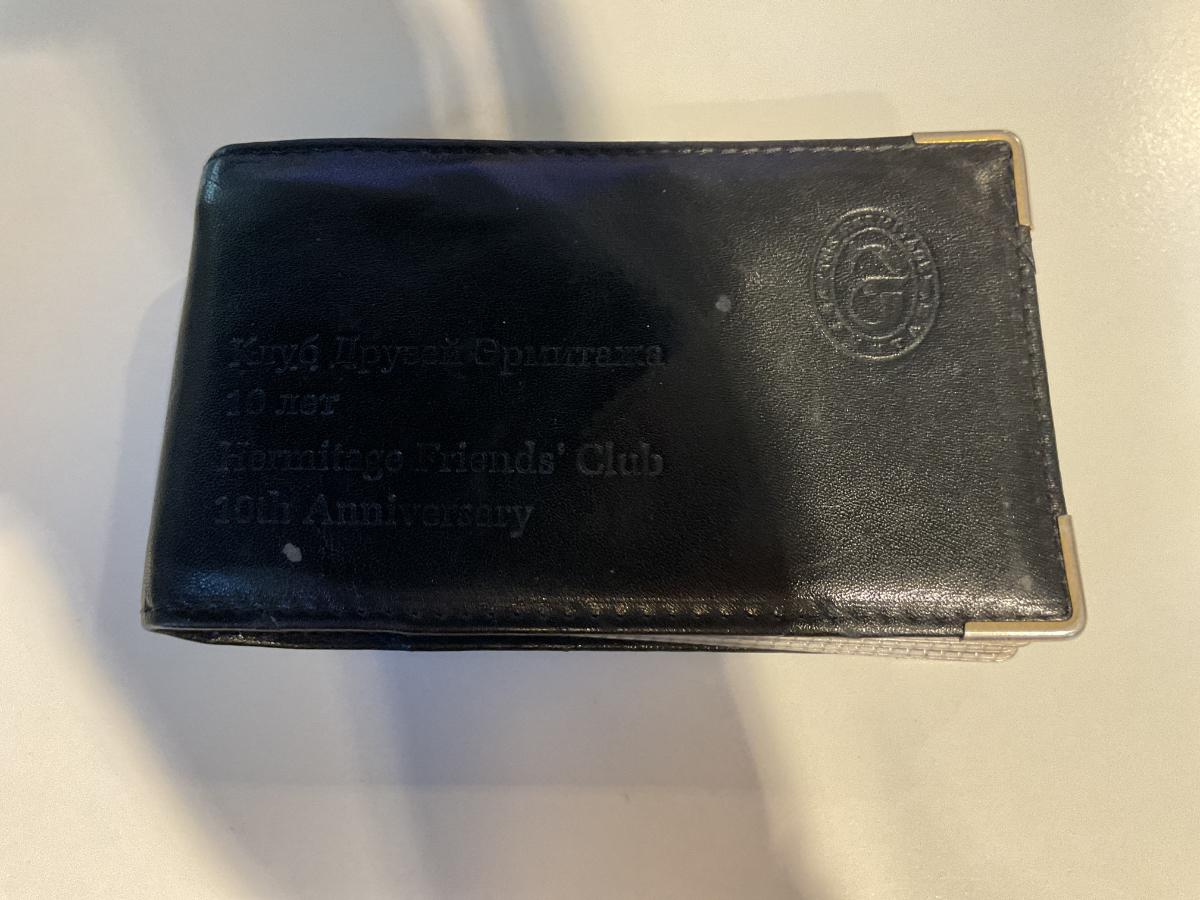 Клуб Друзей Эрмитажа
10 лет
Hermitage Friends' Club
10th Anniversary